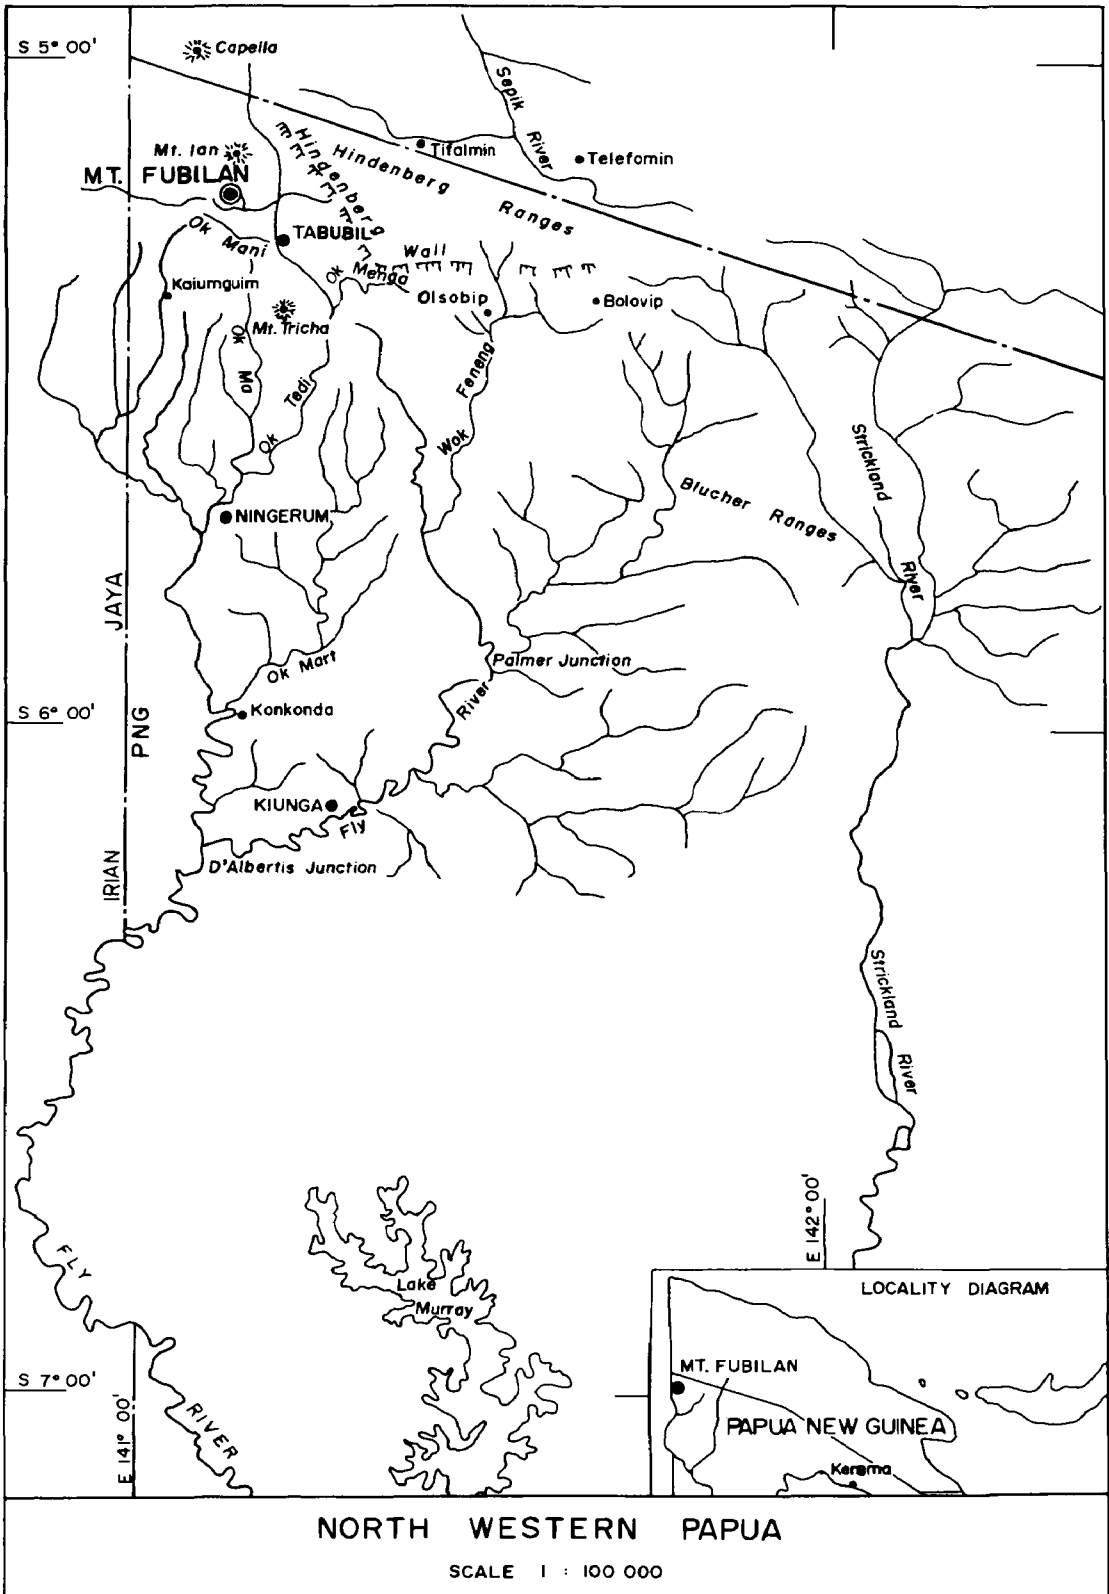 S 5° 00'
Capella
Sepik River
Mt. Ian
Tifalmin
Telefomin
MT. FUBILAN
Hindenberg Wall
Hindenberg Ranges
Ok Mani
TABUBIL
Ok Menga
Kaiumguim
Olsobip
Bolovip
Mt. Tricha
Ok Ma
Ok Tedi
Wok Feneng
Strickland River
Blucher Ranges
NINGERUM
IRIAN JAYA
PNG
Ok Mart
Palmer Junction
S 6° 00'
Konkonda
KIUNGA
Fly River
D'Albertis Junction
Strickland River
E 142° 00'
FLY RIVER
Lake
Murray
S 7° 00'
E 141° 00'
LOCALITY DIAGRAM
MT. FUBILAN
PAPUA NEW GUINEA
Kerema
NORTH WESTERN PAPUA
SCALE 1 : 100 000